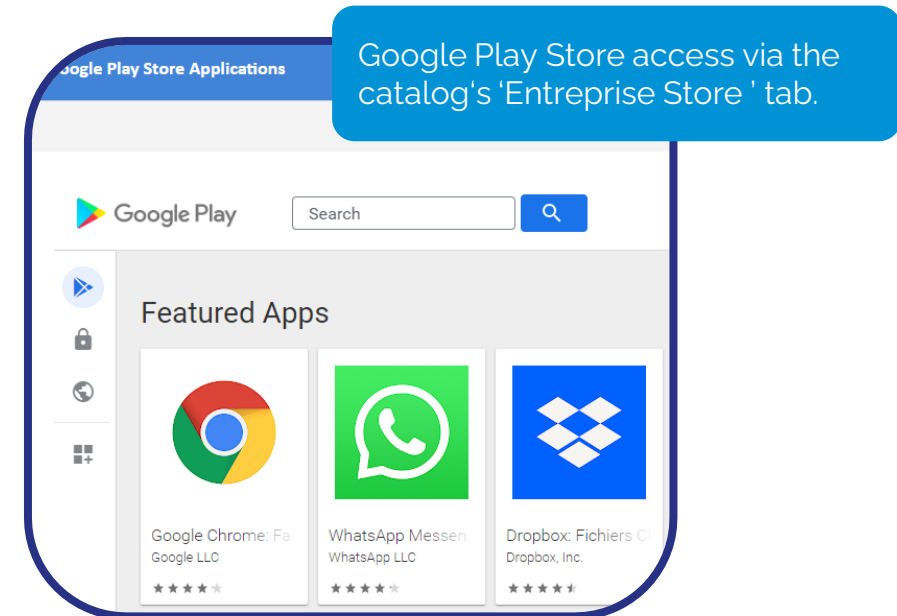 Google Play Store access via the
catalog‘s ‘Entreprise Store ’ tab.
oogle Play Store Applications
Google Play
Search
Featured Apps
Google Chrome: Fa
Google LLC
WhatsApp Messen
WhatsApp LLC
Dropbox: Fichiers C
Dropbox, Inc.